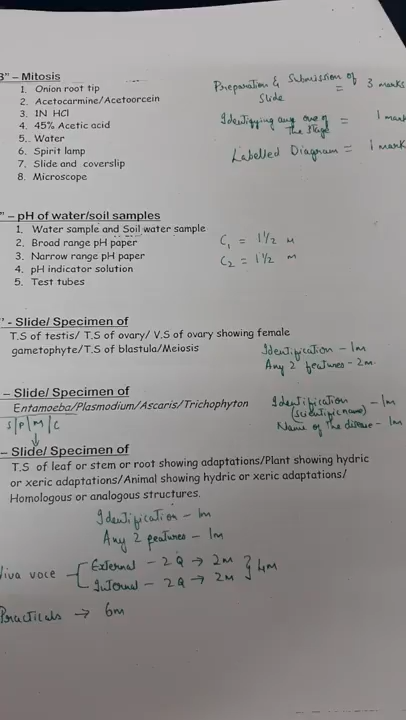 B" – Mitosis
1. Onion root tip
2. Acetocarmine/Acetoorcein
3. 1N HCl
4. 45% Acetic acid
5. Water
6. Spirit lamp
7. Slide and coverslip
8. Microscope
Preparation & Submission of Slide = 3 marks
Identifying any one of the stage = 1 mark
Labelled Diagram = 1 mark
" – pH of water/soil samples
1. Water sample and Soil water sample
2. Broad range pH paper
3. Narrow range pH paper
4. pH indicator solution
5. Test tubes
C1 = 1 1/2 M
C2 = 1 1/2 M
" - Slide/ Specimen of
T.S of testis/ T.S of ovary/ V.S of ovary showing female
gametophyte/T.S of blastula/Meiosis
Identification - 1m
Any 2 features - 2m
– Slide/ Specimen of
Entamoeba/Plasmodium/Ascaris/Trichophyton
S/P/M/C
Identification - 1m
(scientific name)
Name of the disease - 1m
– Slide/ Specimen of
T.S of leaf or stem or root showing adaptations/Plant showing hydric
or xeric adaptations/Animal showing hydric or xeric adaptations/
Homologous or analogous structures.
Identification - 1m
Any 2 features - 1m
Viva voce
External - 2Q → 2M
Internal - 2Q → 2M
4m
Practicals → 6m